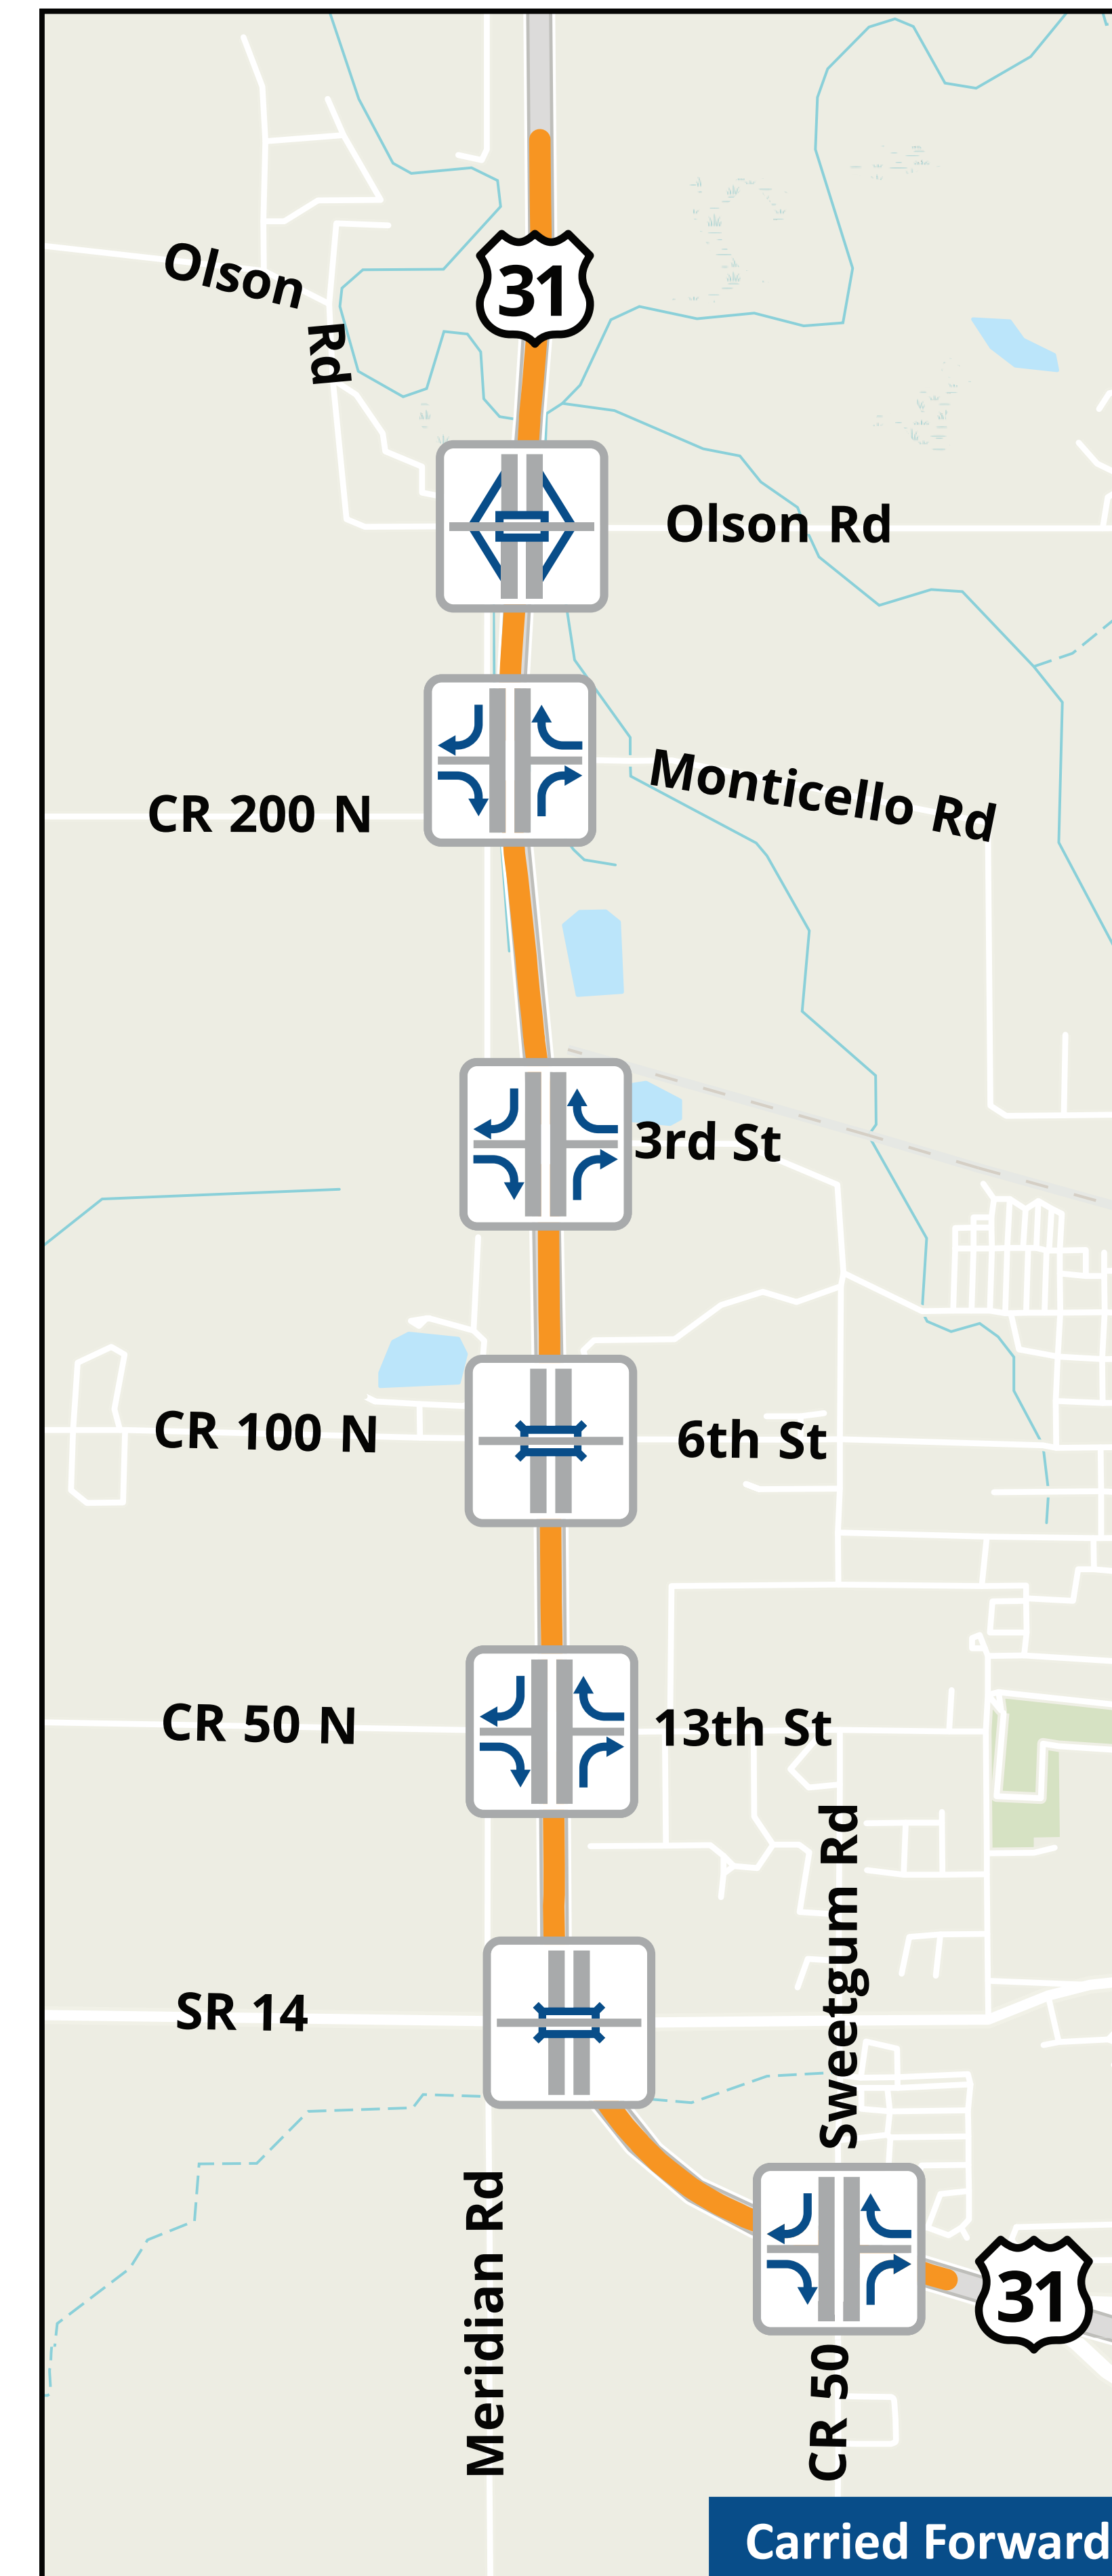 Olson
Rd
31
Olson Rd
Monticello Rd
CR 200 N
3rd St
CR 100 N
6th St
CR 50 N
13th St
Sweetgum Rd
SR 14
Meridian Rd
31
CR 50
Carried Forward